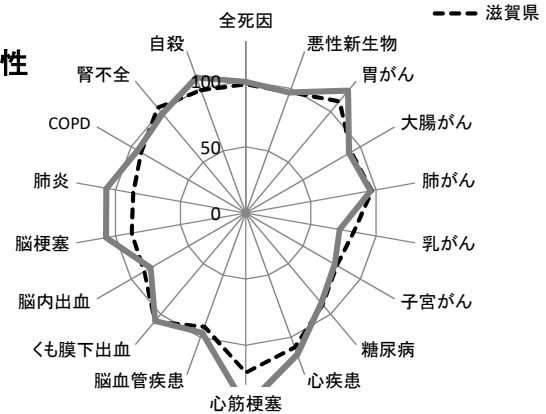 滋賀県
性
全死因
悪性新生物
胃がん
大腸がん
肺がん
乳がん
子宮がん
糖尿病
心疾患
心筋梗塞
脳血管疾患
くも膜下出血
脳内出血
脳梗塞
肺炎
COPD
腎不全
自殺
100
50
0